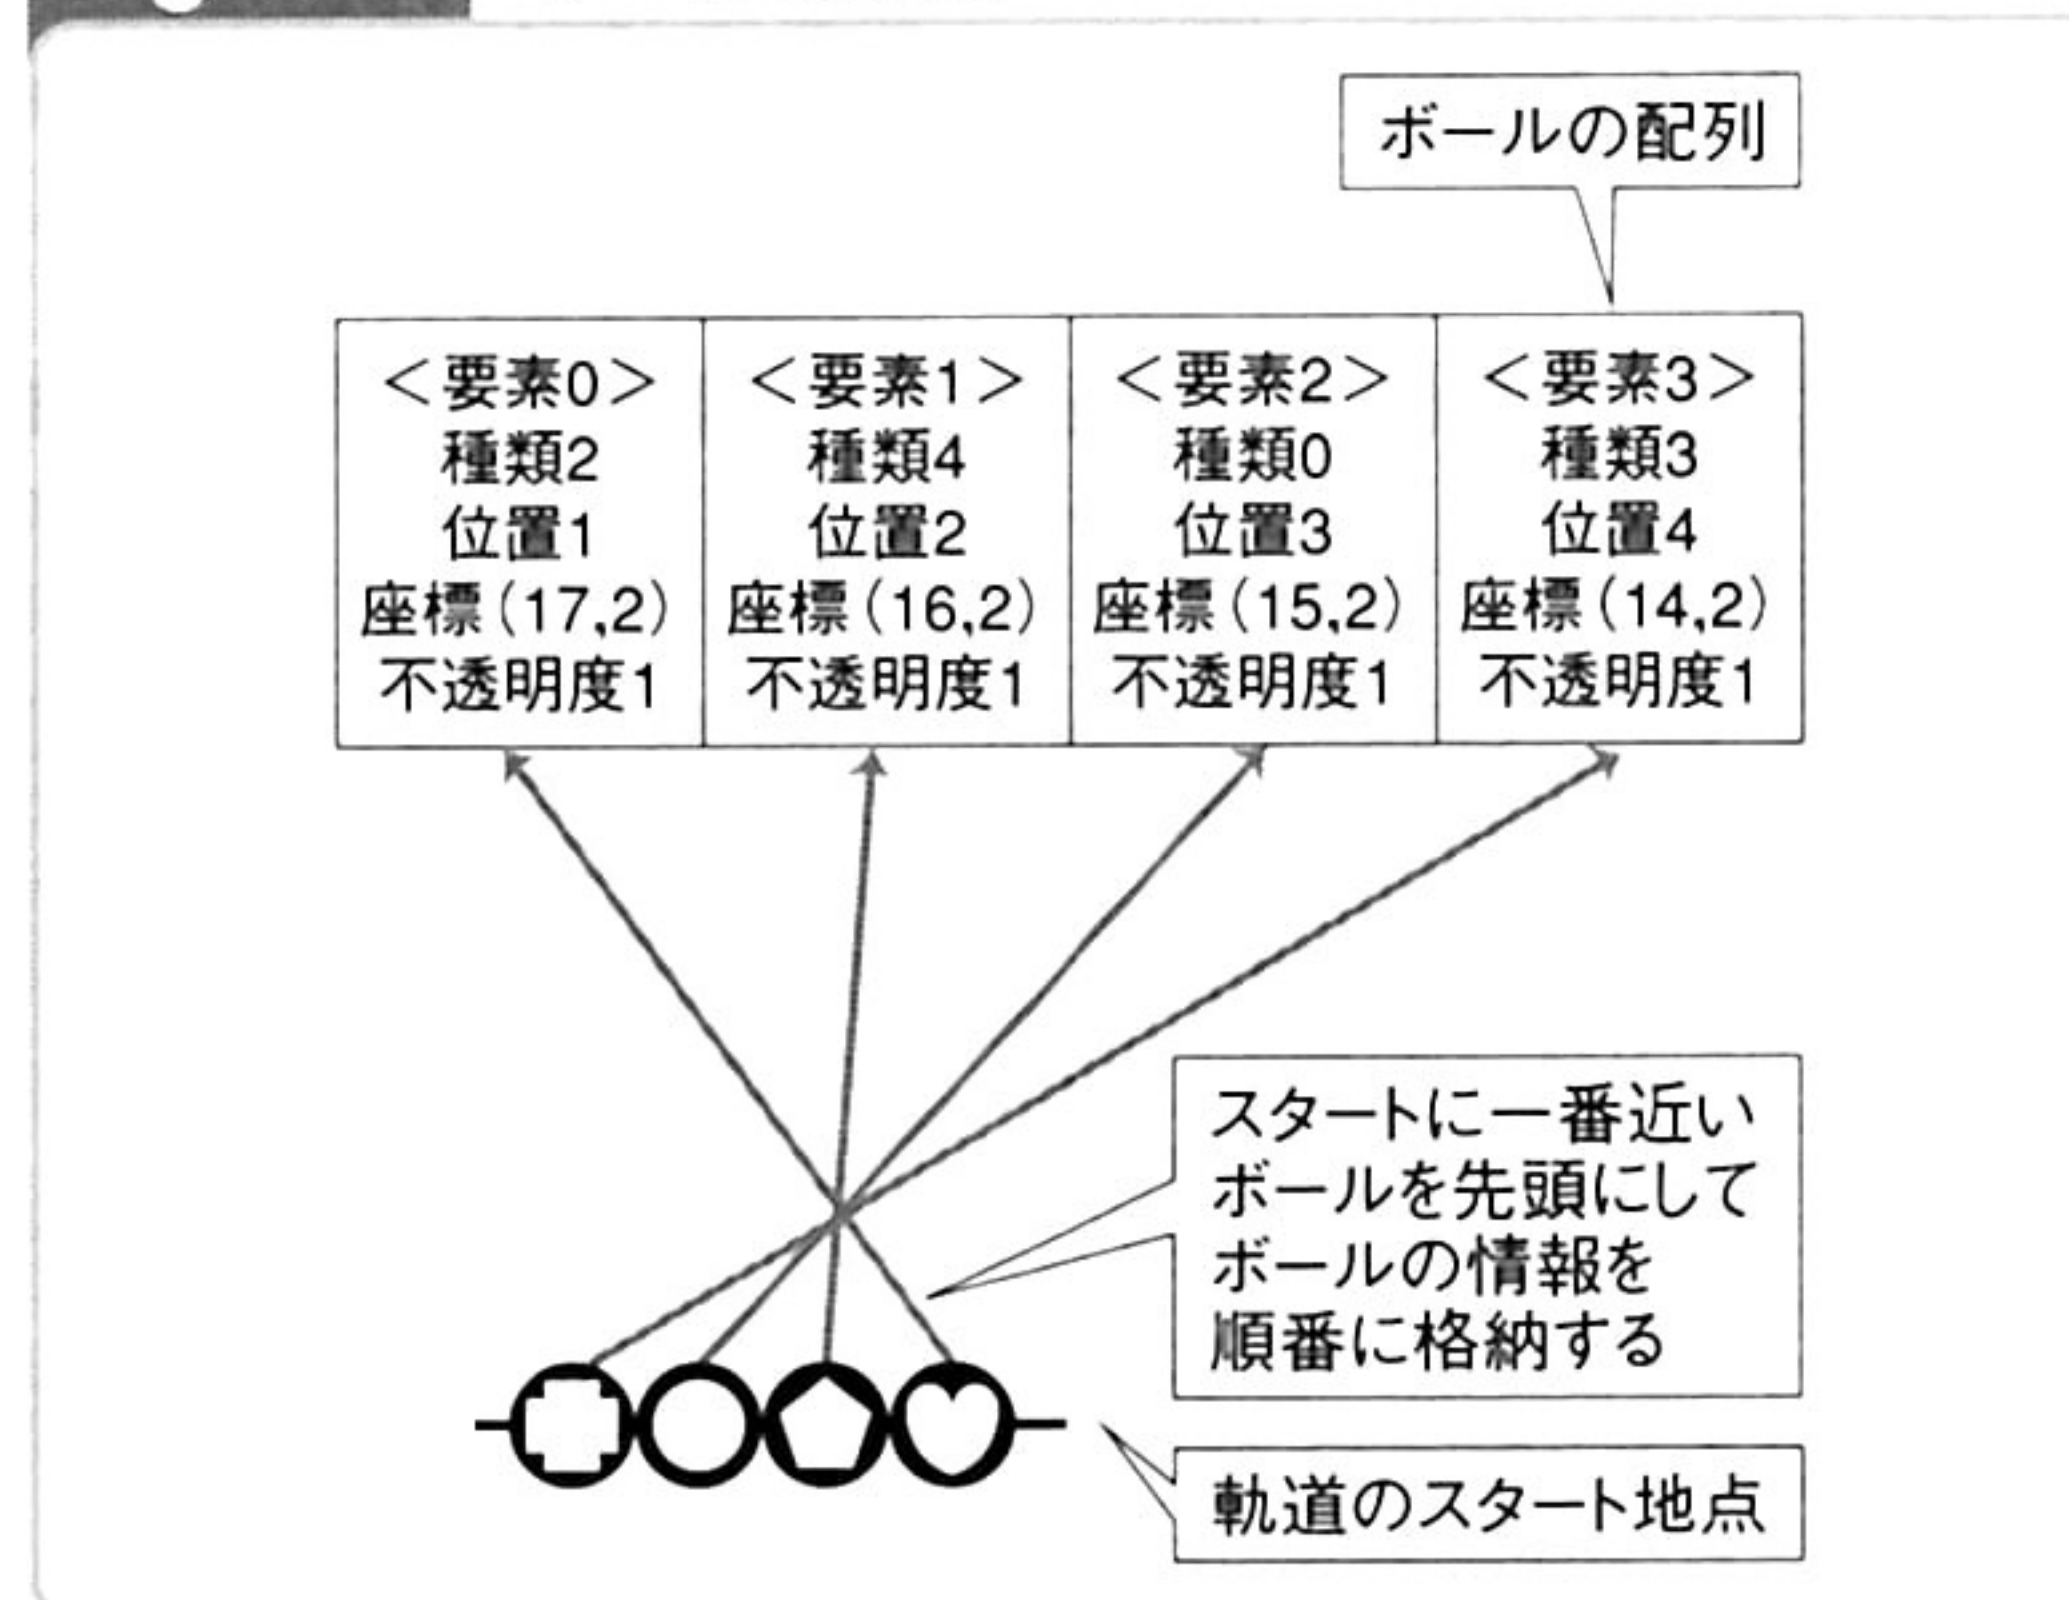 ボールの配列
＜要素0＞
種類2
位置1
座標(17,2)
不透明度1
＜要素1＞
種類4
位置2
座標(16,2)
不透明度1
＜要素2＞
種類0
位置3
座標(15,2)
不透明度1
＜要素3＞
種類3
位置4
座標(14,2)
不透明度1
スタートに一番近い
ボールを先頭にして
ボールの情報を
順番に格納する
軌道のスタート地点